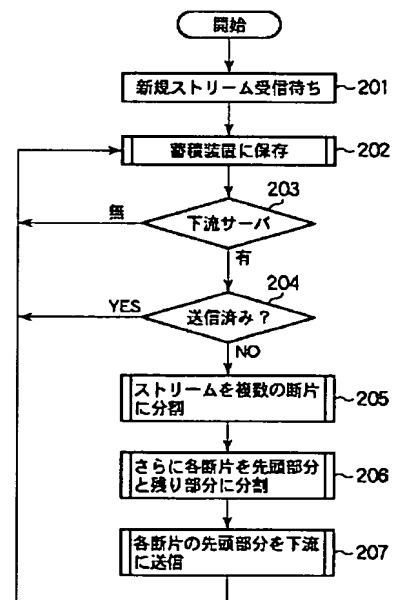 開始
新規ストリーム受信待ち
201
蓄積装置に保存
202
203
下流サーバ
無
有
204
送信済み?
YES
NO
ストリームを複数の断片
に分割
205
さらに各断片を先頭部分
と残り部分に分割
206
各断片の先頭部分を下流
に送信
207